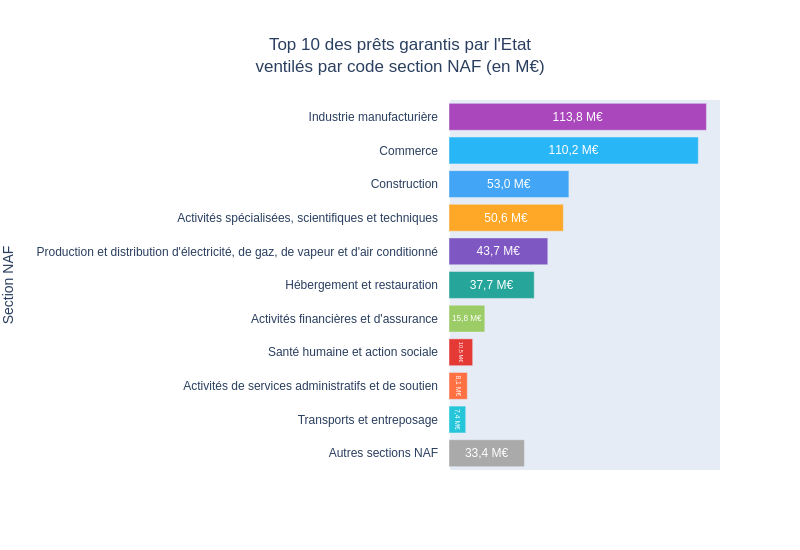 Top 10 des prêts garantis par l'Etat
ventilés par code section NAF (en M€)
Section NAF
Industrie manufacturière 113,8 M€
Commerce 110,2 M€
Construction 53,0 M€
Activités spécialisées, scientifiques et techniques 50,6 M€
Production et distribution d'électricité, de gaz, de vapeur et d'air conditionné 43,7 M€
Hébergement et restauration 37,7 M€
Activités financières et d'assurance 15,8 M€
Santé humaine et action sociale 10,5 M€
Activités de services administratifs et de soutien 8,1 M€
Transports et entreposage 7,4 M€
Autres sections NAF 33,4 M€